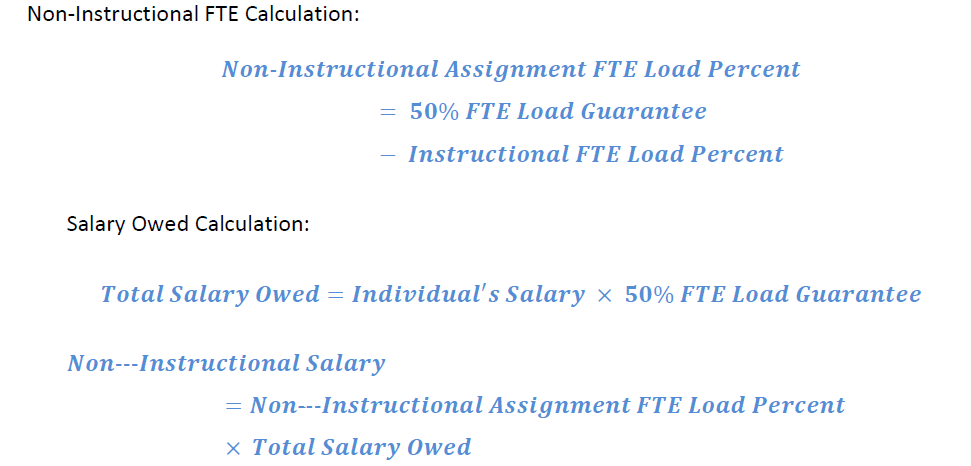 Non-Instructional FTE Calculation:
Non-Instructional Assignment FTE Load Percent
= 50% FTE Load Guarantee
− Instructional FTE Load Percent
Salary Owed Calculation:
Total Salary Owed = Individual′s Salary × 50% FTE Load Guarantee
Non---Instructional Salary
= Non---Instructional Assignment FTE Load Percent
× Total Salary Owed